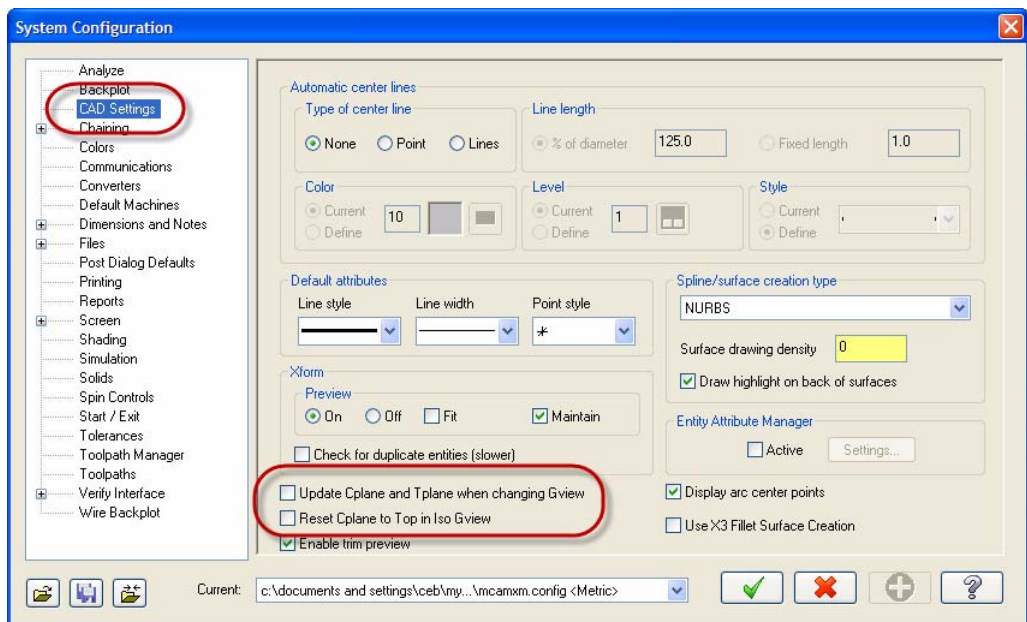 System Configuration
Analyze
Backplot
CAD Settings
Chaining
Colors
Communications
Converters
Default Machines
Dimensions and Notes
Files
Post Dialog Defaults
Printing
Reports
Screen
Shading
Simulation
Solids
Spin Controls
Start / Exit
Tolerances
Toolpath Manager
Toolpaths
Verify Interface
Wire Backplot
Automatic center lines
Type of center line
None Point Lines
Line length
% of diameter 125.0 Fixed length 1.0
Color
Current 10
Define
Level
Current 1
Define
Style
Current
Define
Default attributes
Line style Line width Point style
Xform
Preview
On Off Fit Maintain
Check for duplicate entities (slower)
Update Cplane and Tplane when changing Gview
Reset Cplane to Top in Iso Gview
Enable trim preview
Spline/surface creation type
NURBS
Surface drawing density 0
Draw highlight on back of surfaces
Entity Attribute Manager
Active Settings...
Display arc center points
Use X3 Fillet Surface Creation
Current: c:\documents and settings\ceb\my...\mcamxm.config <Metric>